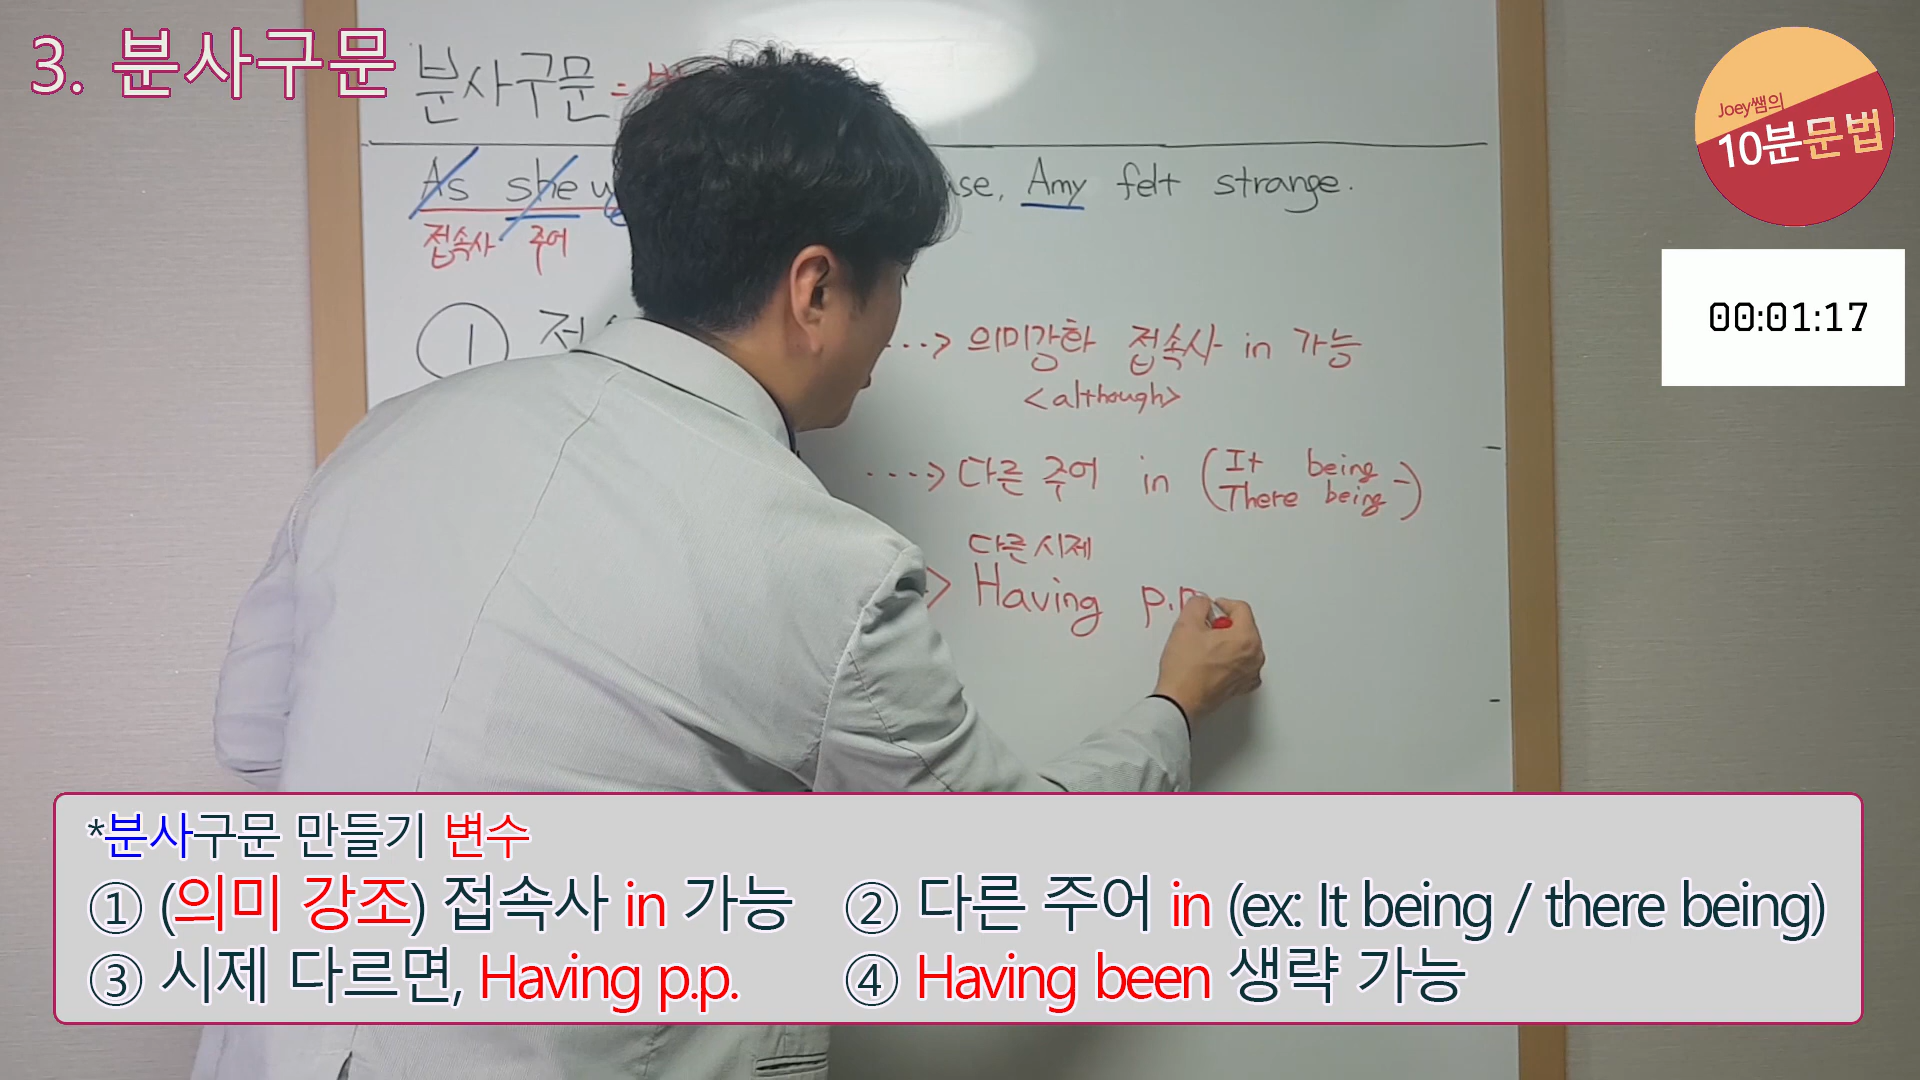 3. 분사구문
Joey쌤의
10분문법
00:01:17
분사구문 =
As she use, Amy felt strange.
접속사 주어
① 의미강한 접속사 in 가능
<although>
다른 주어 in (It being -
There being )
다른시제
Having p.p
*분사구문 만들기 변수
① (의미 강조) 접속사 in 가능 ② 다른 주어 in (ex: It being / there being)
③ 시제 다르면, Having p.p. ④ Having been 생략 가능